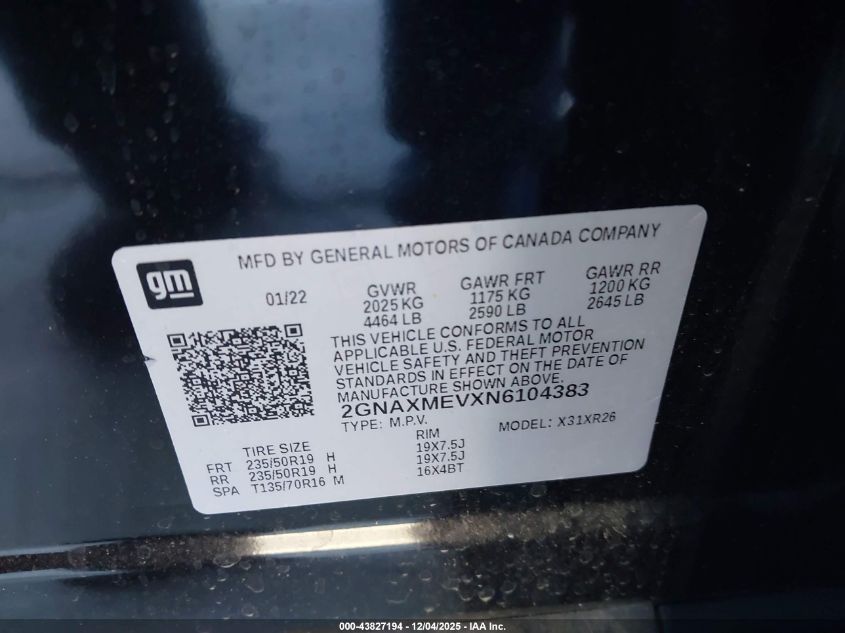 gm
MFD BY GENERAL MOTORS OF CANADA COMPANY
01/22 GVWR GAWR FRT GAWR RR
2025 KG 1175 KG 1200 KG
4464 LB 2590 LB 2645 LB
THIS VEHICLE CONFORMS TO ALL
APPLICABLE U.S. FEDERAL MOTOR
VEHICLE SAFETY AND THEFT PREVENTION
STANDARDS IN EFFECT ON THE DATE OF
MANUFACTURE SHOWN ABOVE.
2GNAXMEVXN6104383
TYPE: M.P.V. MODEL: X31XR26
TIRE SIZE RIM
FRT 235/50R19 H 19X7.5J
RR 235/50R19 H 19X7.5J
SPA T135/70R16 M 16X4BT
000-43827194 - 12/04/2025 - IAA Inc.